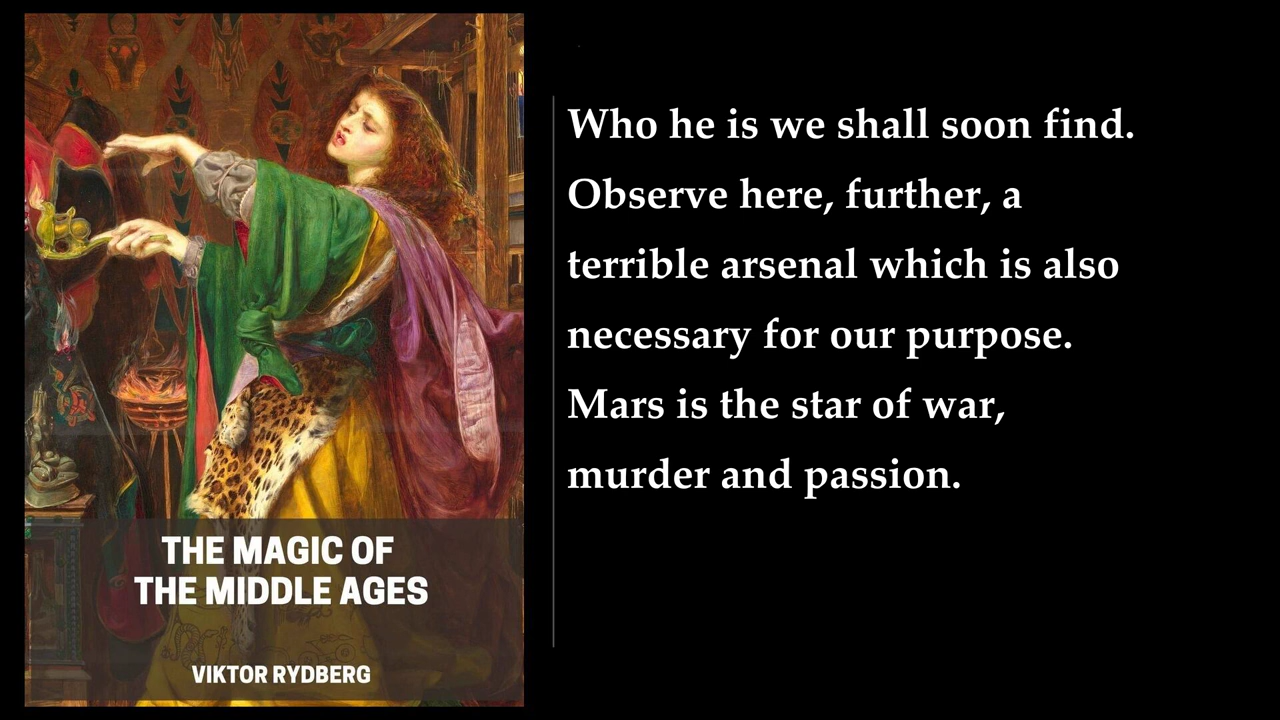 THE MAGIC OF
THE MIDDLE AGES
VIKTOR RYDBERG
Who he is we shall soon find.
Observe here, further, a
terrible arsenal which is also
necessary for our purpose.
Mars is the star of war,
murder and passion.